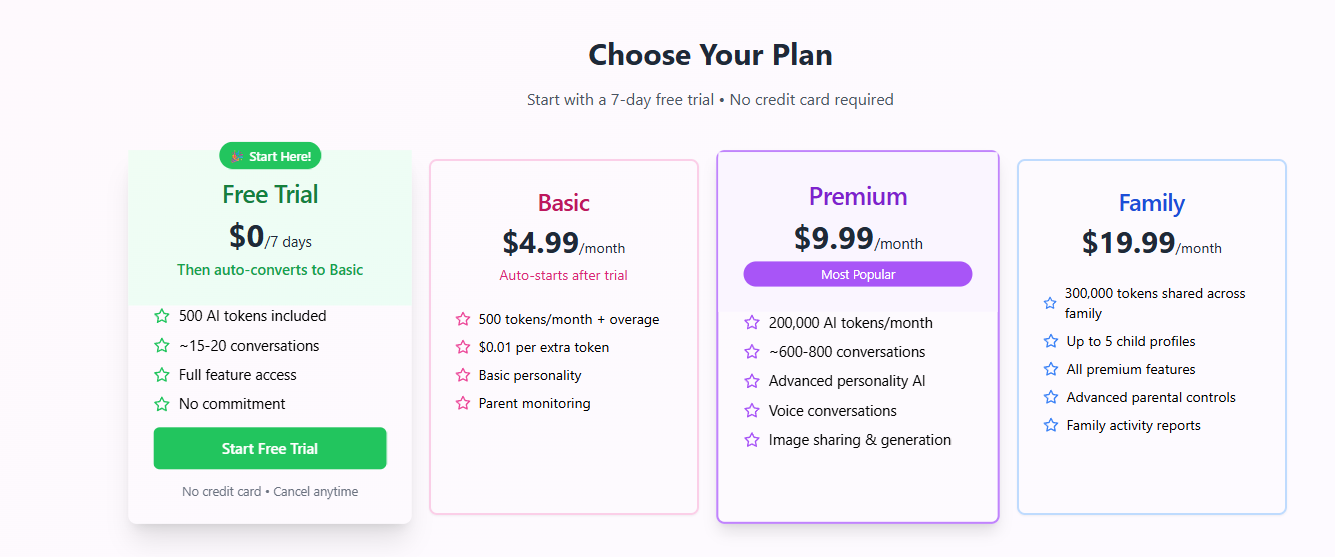 Choose Your Plan
Start with a 7-day free trial • No credit card required
Start Here!
Free Trial
$0/7 days
Then auto-converts to Basic
500 AI tokens included
~15-20 conversations
Full feature access
No commitment
Start Free Trial
No credit card • Cancel anytime
Basic
$4.99/month
Auto-starts after trial
500 tokens/month + overage
$0.01 per extra token
Basic personality
Parent monitoring
Premium
$9.99/month
Most Popular
200,000 AI tokens/month
~600-800 conversations
Advanced personality AI
Voice conversations
Image sharing & generation
Family
$19.99/month
300,000 tokens shared across
family
Up to 5 child profiles
All premium features
Advanced parental controls
Family activity reports